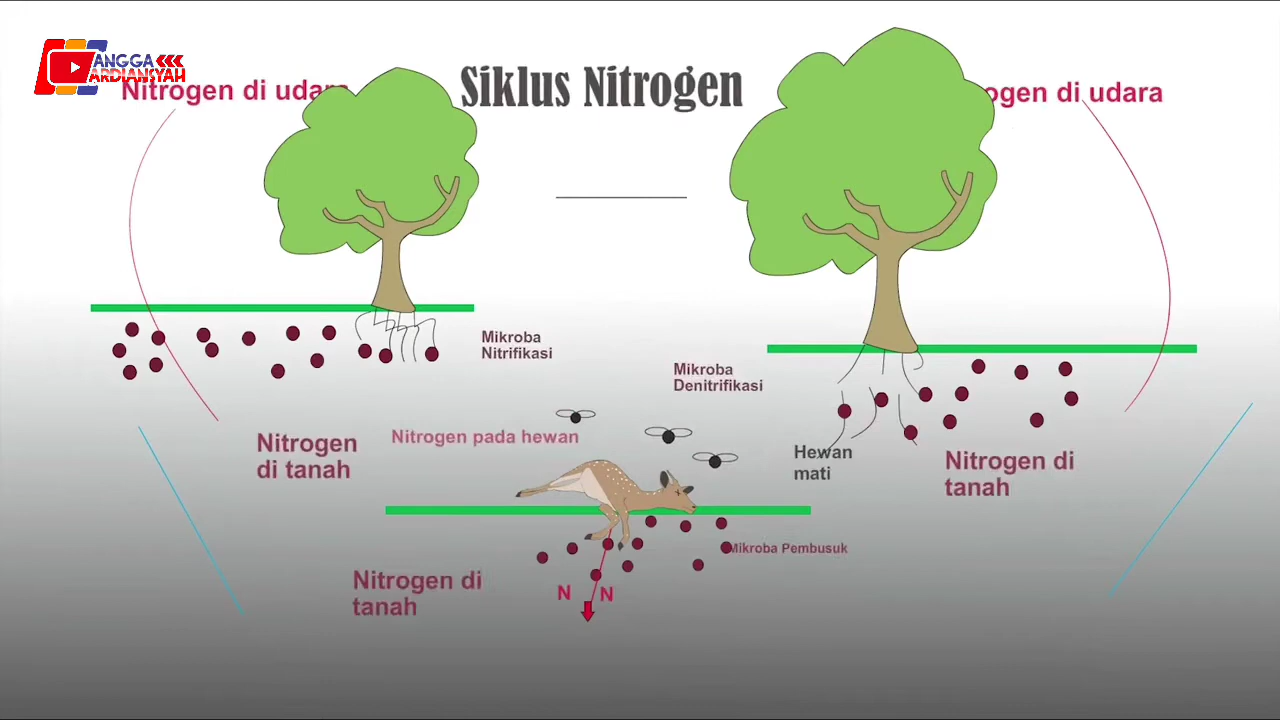 ANGGA
ARDIANSYAH
Siklus Nitrogen
Nitrogen di udara
ogen di udara
Mikroba
Nitrifikasi
Mikroba
Denitrifikasi
Nitrogen
di tanah
Nitrogen pada hewan
Hewan
mati
Nitrogen di
tanah
Mikroba Pembusuk
Nitrogen di
tanah
N
N